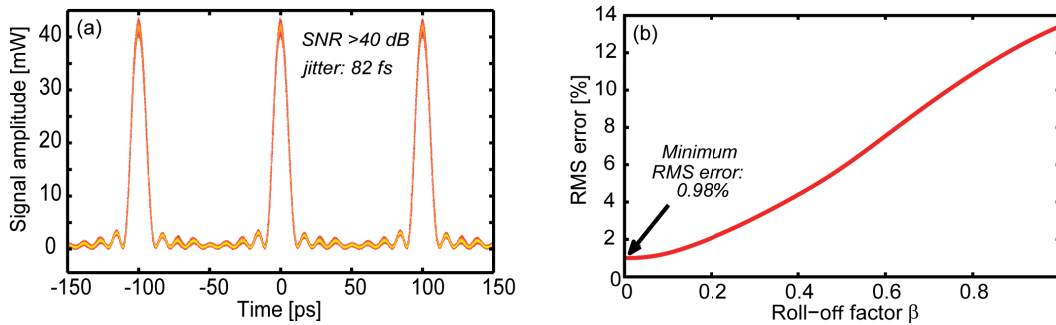 (a)
SNR >40 dB
jitter: 82 fs
Signal amplitude [mW]
40
30
20
10
0
-150
-100
-50
0
50
100
150
Time [ps]
(b)
Minimum
RMS error:
0.98%
RMS error [%]
14
12
10
8
6
4
2
0
0
0.2
0.4
0.6
0.8
Roll−off factor β